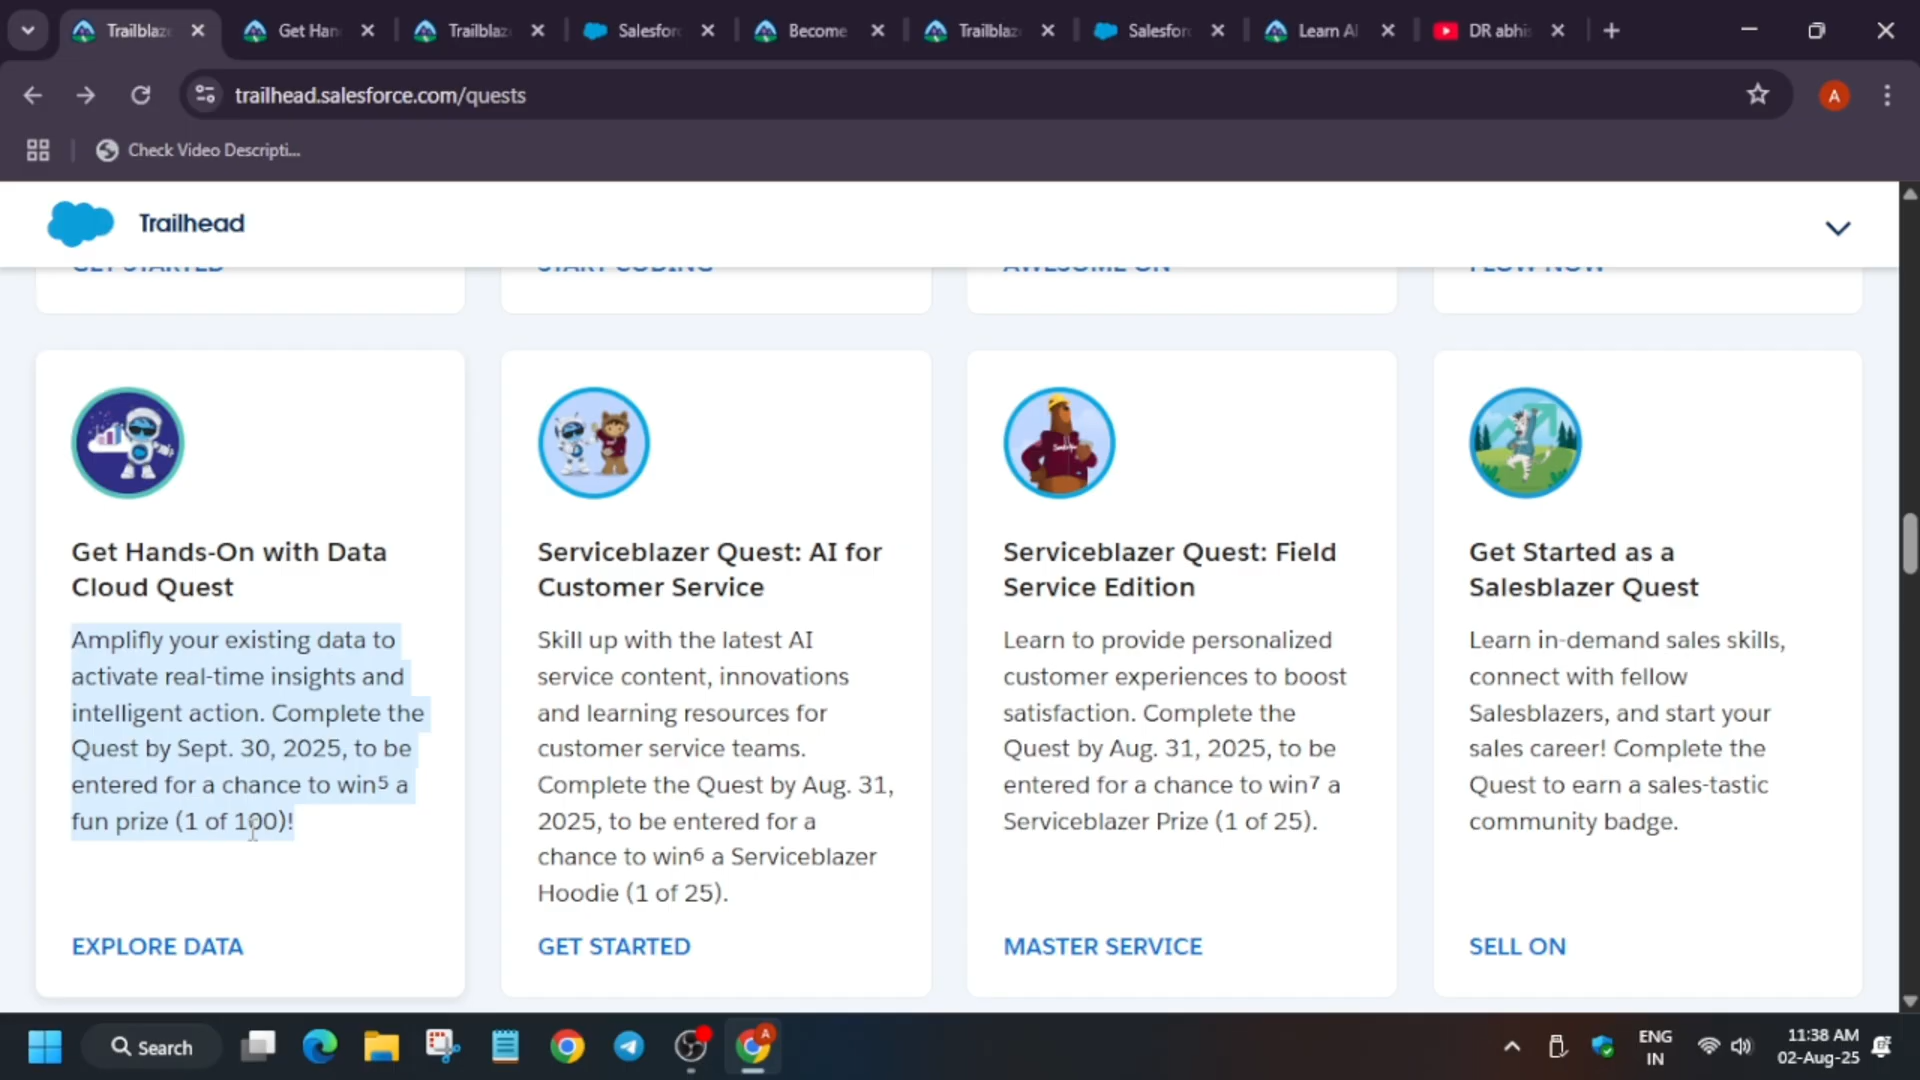 Trailblaz
Get Han
Trailblaz
Salesfor
Become
Trailblaz
Salesfor
Learn AI
DR abhis
trailhead.salesforce.com/quests
A
Check Video Descripti...
Trailhead
GET STARTED
START CODING
AWESOME ON
FLOW NOW
Get Hands-On with Data
Cloud Quest
Amplifly your existing data to
activate real-time insights and
intelligent action. Complete the
Quest by Sept. 30, 2025, to be
entered for a chance to win⁵ a
fun prize (1 of 100)!
EXPLORE DATA
Serviceblazer Quest: AI for
Customer Service
Skill up with the latest AI
service content, innovations
and learning resources for
customer service teams.
Complete the Quest by Aug. 31,
2025, to be entered for a
chance to win⁶ a Serviceblazer
Hoodie (1 of 25).
GET STARTED
Serviceblazer Quest: Field
Service Edition
Learn to provide personalized
customer experiences to boost
satisfaction. Complete the
Quest by Aug. 31, 2025, to be
entered for a chance to win⁷ a
Serviceblazer Prize (1 of 25).
MASTER SERVICE
Get Started as a
Salesblazer Quest
Learn in-demand sales skills,
connect with fellow
Salesblazers, and start your
sales career! Complete the
Quest to earn a sales-tastic
community badge.
SELL ON
Search
A
ENG
IN
11:38 AM
02-Aug-25